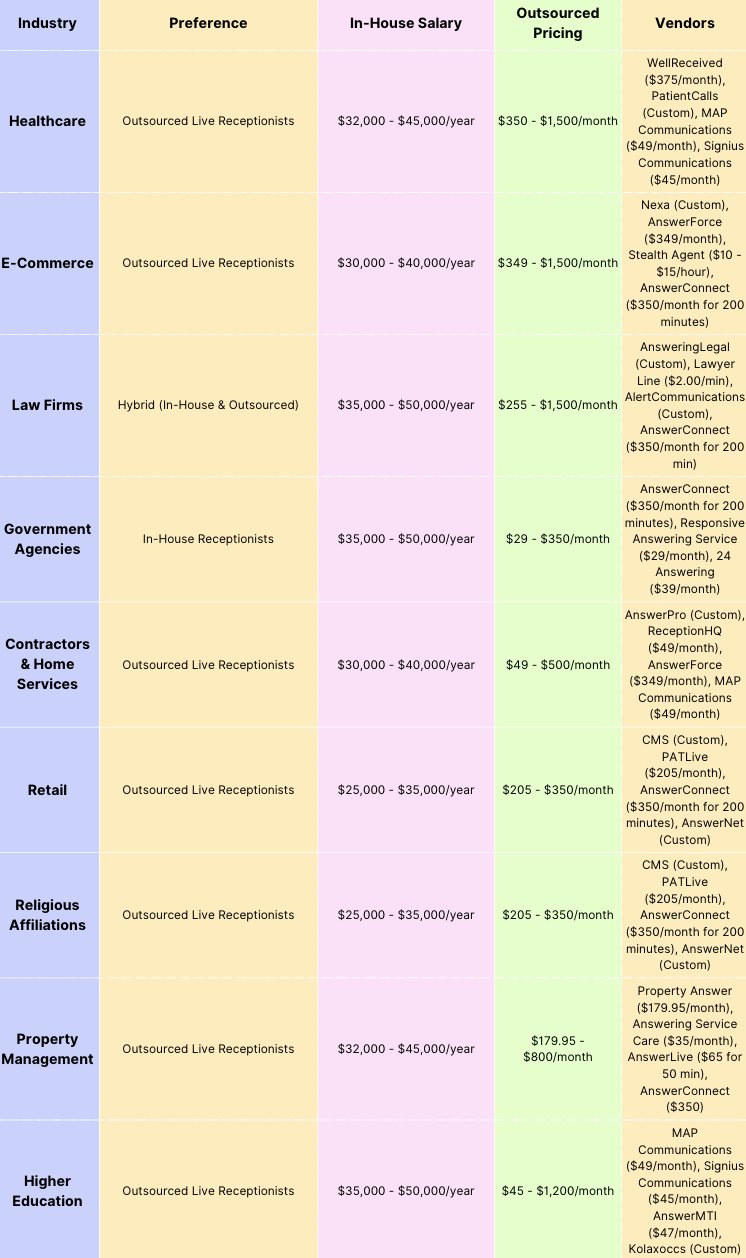 Industry
Preference
In-House Salary
Outsourced
Pricing
Vendors
Healthcare
Outsourced Live Receptionists
$32,000 - $45,000/year
$350 - $1,500/month
WellReceived
($375/month),
PatientCalls
(Custom), MAP
Communications
($49/month), Signius
Communications
($45/month)
E-Commerce
Outsourced Live Receptionists
$30,000 - $40,000/year
$349 - $1,500/month
Nexa (Custom),
AnswerForce
($349/month),
Stealth Agent ($10 -
$15/hour),
AnswerConnect
($350/month for 200
minutes)
Law Firms
Hybrid (In-House & Outsourced)
$35,000 - $50,000/year
$255 - $1,500/month
AnsweringLegal
(Custom), Lawyer
Line ($2.00/min),
AlertCommunications
(Custom),
AnswerConnect
($350/month for 200
min)
Government
Agencies
In-House Receptionists
$35,000 - $50,000/year
$29 - $350/month
AnswerConnect
($350/month for 200
minutes), Responsive
Answering Service
($29/month), 24
Answering
($39/month)
Contractors
& Home
Services
Outsourced Live Receptionists
$30,000 - $40,000/year
$49 - $500/month
AnswerPro (Custom),
ReceptionHQ
($49/month),
AnswerForce
($349/month), MAP
Communications
($49/month)
Retail
Outsourced Live Receptionists
$25,000 - $35,000/year
$205 - $350/month
CMS (Custom),
PATLive
($205/month),
AnswerConnect
($350/month for 200
minutes), AnswerNet
(Custom)
Religious
Affiliations
Outsourced Live Receptionists
$25,000 - $35,000/year
$205 - $350/month
CMS (Custom),
PATLive
($205/month),
AnswerConnect
($350/month for 200
minutes), AnswerNet
(Custom)
Property
Management
Outsourced Live Receptionists
$32,000 - $45,000/year
$179.95 -
$800/month
Property Answer
($179.95/month),
Answering Service
Care ($35/month),
AnswerLive ($65 for
50 min),
AnswerConnect
($350)
Higher
Education
Outsourced Live Receptionists
$35,000 - $50,000/year
$45 - $1,200/month
MAP
Communications
($49/month), Signius
Communications
($45/month),
AnswerMTI
($47/month),
Kolaxoccs (Custom)